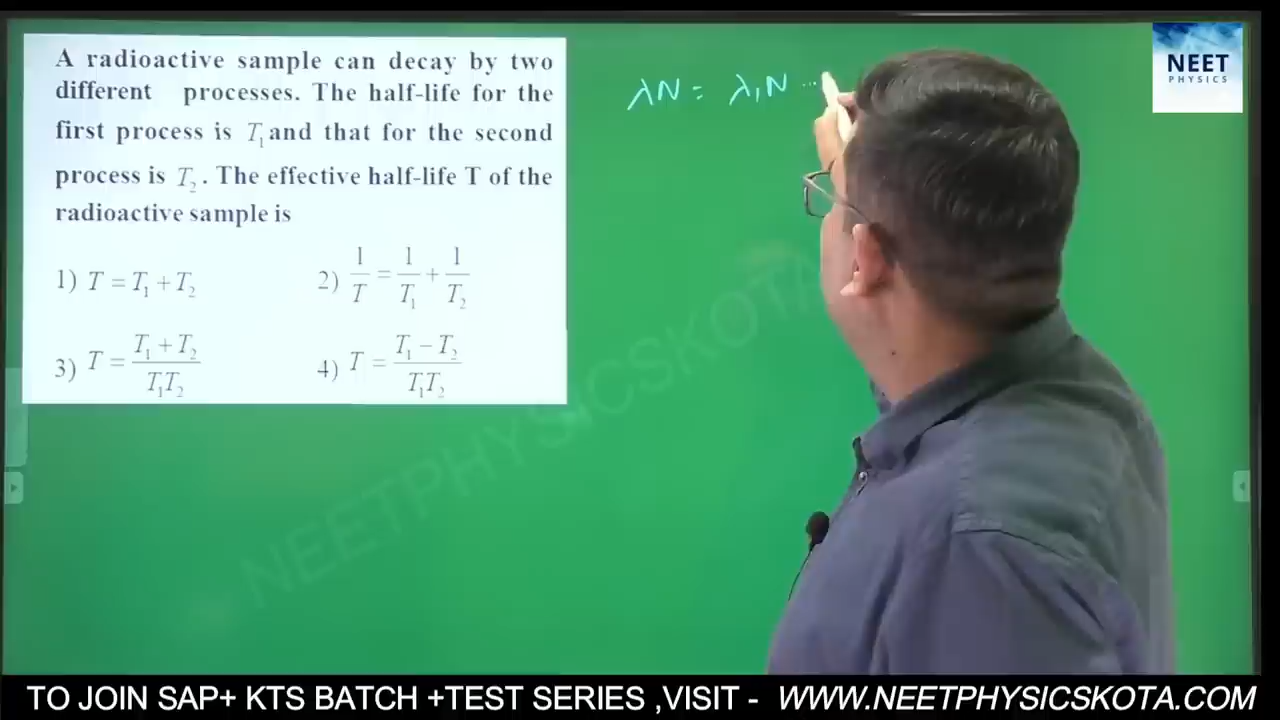 A radioactive sample can decay by two
different processes. The half-life for the
first process is T₁ and that for the second
process is T₂. The effective half-life T of the
radioactive sample is
1) T = T₁ + T₂
2) 1/T = 1/T₁ + 1/T₂
3) T = (T₁ + T₂)/(T₁T₂)
4) T = (T₁ − T₂)/(T₁T₂)
λN = λ₁N
NEET
PHYSICS
NEETPHYSICSKOTA
TO JOIN SAP+ KTS BATCH +TEST SERIES ,VISIT - WWW.NEETPHYSICSKOTA.COM